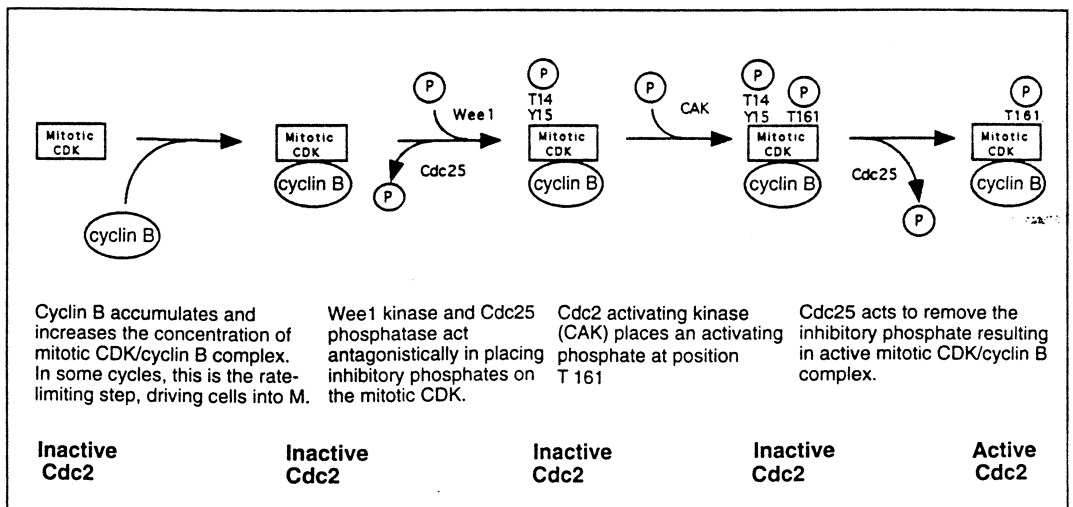 P
T14
Y15
Mitotic
CDK
cyclin B
P
Wee1
Cdc25
P
Mitotic
CDK
cyclin B
P
CAK
P
T14
Y15
P
T161
Mitotic
CDK
cyclin B
Cdc25
P
P
T161
Mitotic
CDK
cyclin B
Mitotic
CDK
cyclin B
Cyclin B accumulates and
increases the concentration of
mitotic CDK/cyclin B complex.
In some cycles, this is the rate-
limiting step, driving cells into M.
Wee1 kinase and Cdc25
phosphatase act
antagonistically in placing
inhibitory phosphates on
the mitotic CDK.
Cdc2 activating kinase
(CAK) places an activating
phosphate at position
T 161
Cdc25 acts to remove the
inhibitory phosphate resulting
in active mitotic CDK/cyclin B
complex.
Inactive
Cdc2
Inactive
Cdc2
Inactive
Cdc2
Inactive
Cdc2
Active
Cdc2